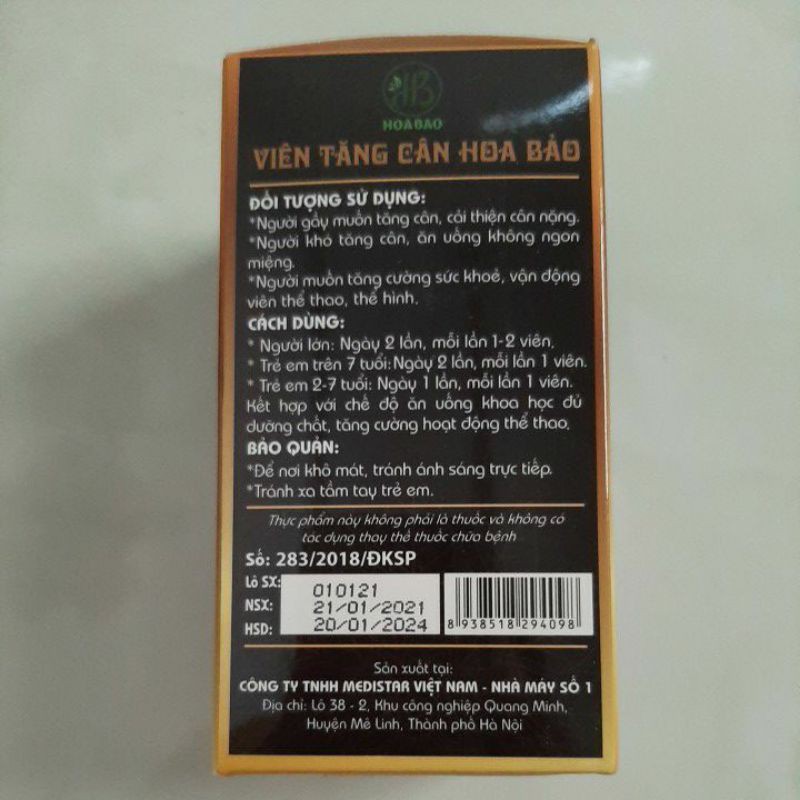 HB
HOA BAO
VIÊN TĂNG CÂN HOA BẢO
ĐỐI TƯỢNG SỬ DỤNG:
*Người gầy muốn tăng cân, cải thiện cân nặng.
*Người khó tăng cân, ăn uống không ngon
miệng.
*Người muốn tăng cường sức khoẻ, vận động
viên thể thao, thể hình.
CÁCH DÙNG:
* Người lớn: Ngày 2 lần, mỗi lần 1-2 viên.
* Trẻ em trên 7 tuổi: Ngày 2 lần, mỗi lần 1 viên.
* Trẻ em 2-7 tuổi: Ngày 1 lần, mỗi lần 1 viên.
Kết hợp với chế độ ăn uống khoa học đủ
dưỡng chất, tăng cường hoạt động thể thao.
BẢO QUẢN:
*Để nơi khô mát, tránh ánh sáng trực tiếp.
*Tránh xa tầm tay trẻ em.
Thực phẩm này không phải là thuốc và không có
tác dụng thay thế thuốc chữa bệnh
Số: 283/2018/ĐKSP
Lô SX: 010121
NSX: 21/01/2021
HSD: 20/01/2024
8 938518 294098
Sản xuất tại:
CÔNG TY TNHH MEDISTAR VIỆT NAM - NHÀ MÁY SỐ 1
Địa chỉ: Lô 38 - 2, Khu công nghiệp Quang Minh,
Huyện Mê Linh, Thành phố Hà Nội